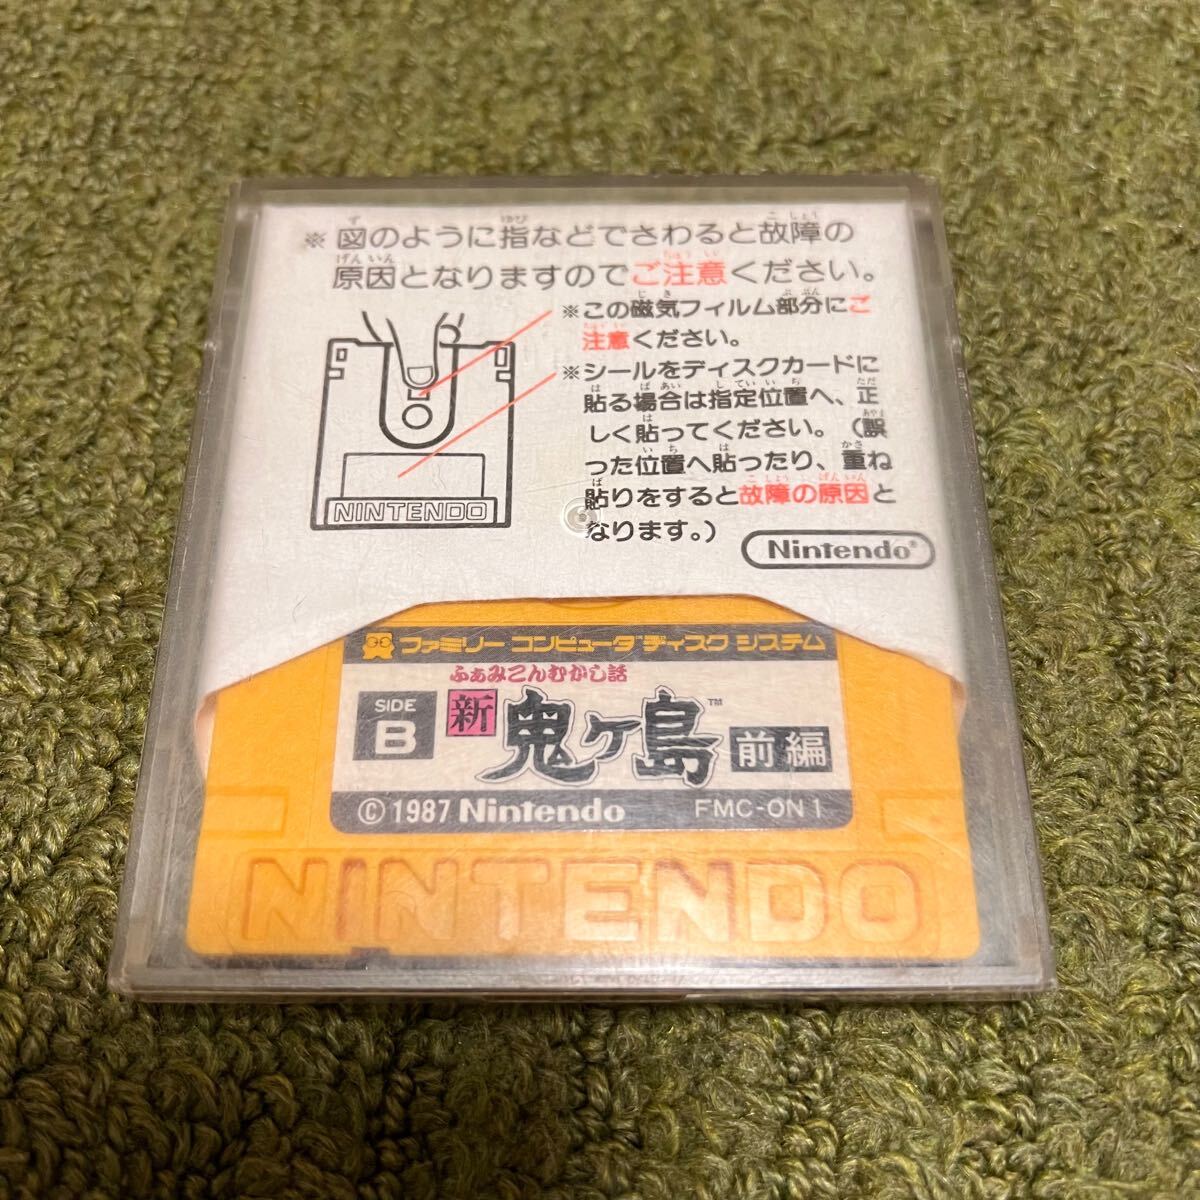 ※図のように指などでさわると故障の
原因となりますのでご注意ください。
※この磁気フィルム部分にご
注意ください。
※シールをディスクカードに
貼る場合は指定位置へ、正
しく貼ってください。(誤
った位置へ貼ったり、重ね
貼りをすると故障の原因と
なります。)
NINTENDO
Nintendo®
ファミリー コンピュータ ディスク システム
ふぁみこんむかし話
SIDE
B
新
鬼ヶ島™
前編
© 1987 Nintendo
FMC-ON 1
NINTENDO